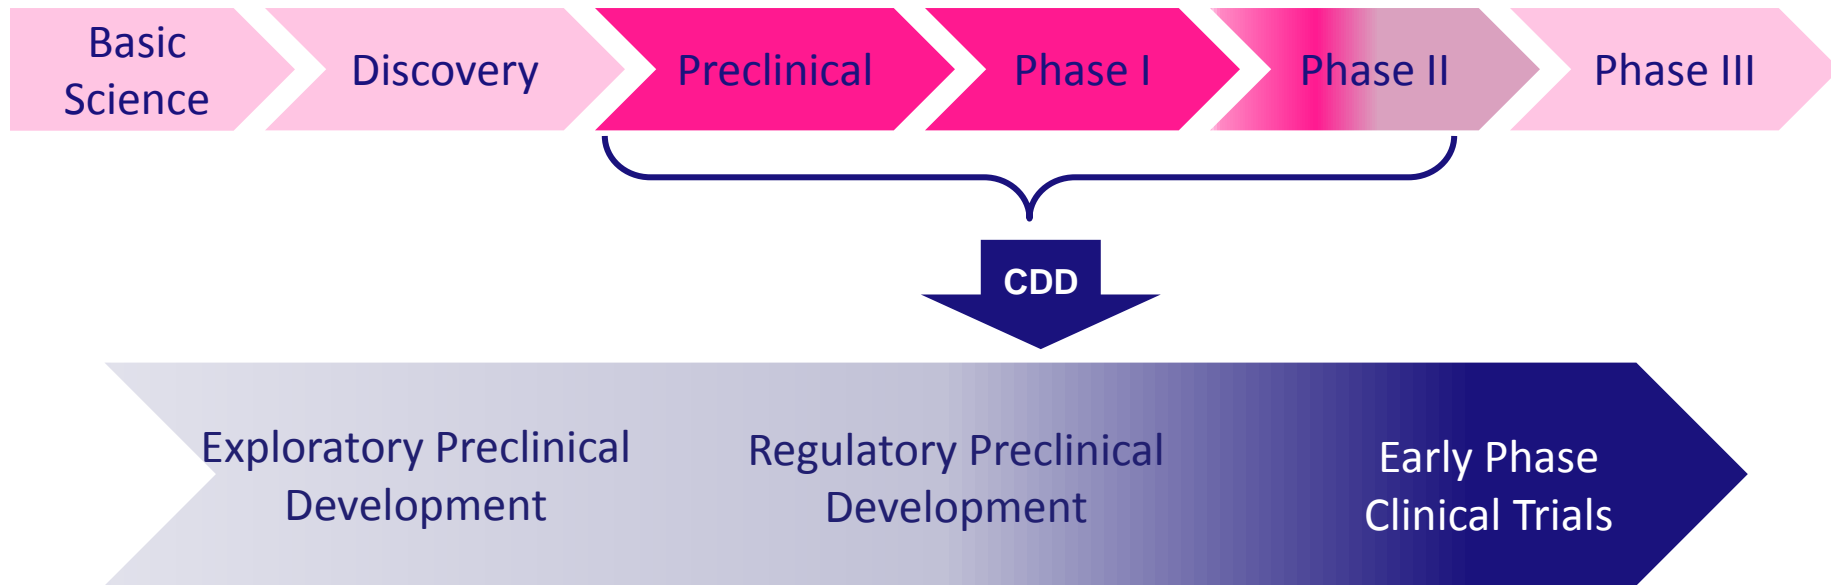 Basic
Science
Discovery
Preclinical
Phase I
Phase II
Phase III
CDD
Exploratory Preclinical
Development
Regulatory Preclinical
Development
Early Phase
Clinical Trials